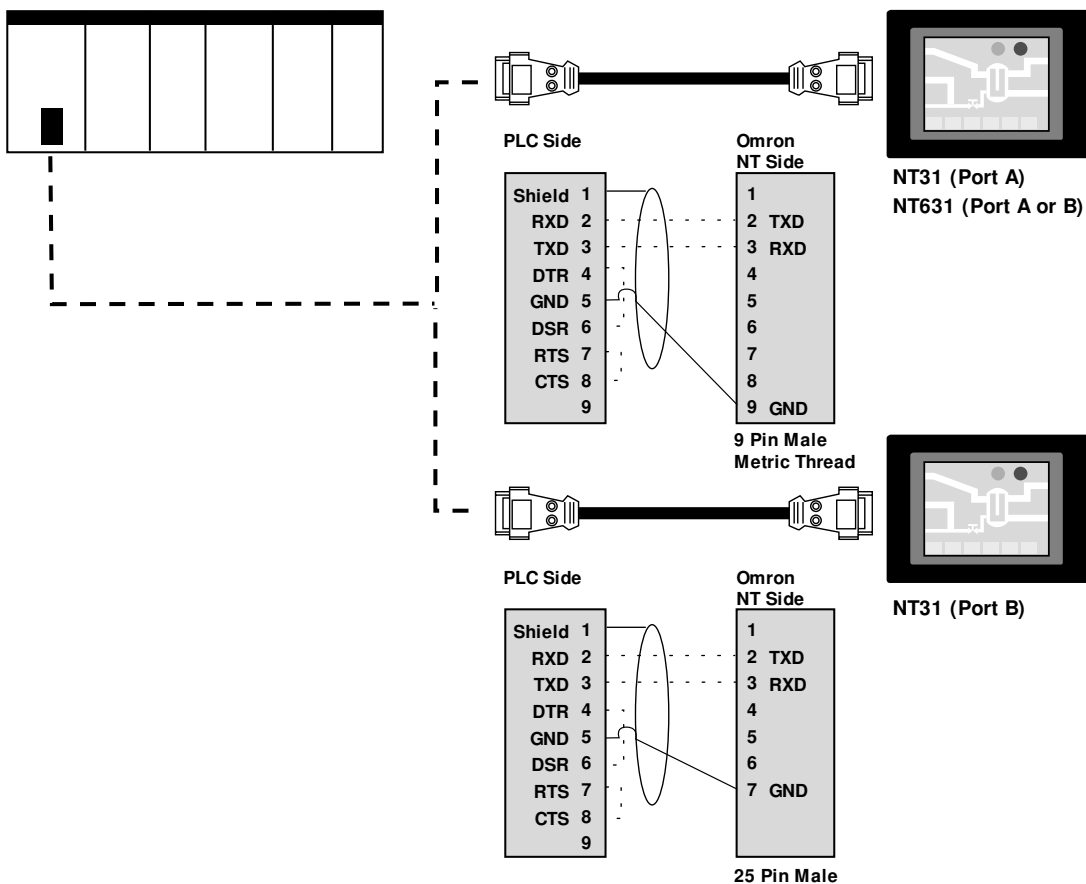 PLC Side
Omron
NT Side
Shield 1
RXD 2
TXD 3
DTR 4
GND 5
DSR 6
RTS 7
CTS 8
9
1
2 TXD
3 RXD
4
5
6
7
8
9 GND
9 Pin Male
Metric Thread
NT31 (Port A)
NT631 (Port A or B)
PLC Side
Omron
NT Side
Shield 1
RXD 2
TXD 3
DTR 4
GND 5
DSR 6
RTS 7
CTS 8
9
1
2 TXD
3 RXD
4
5
6
7 GND
25 Pin Male
NT31 (Port B)